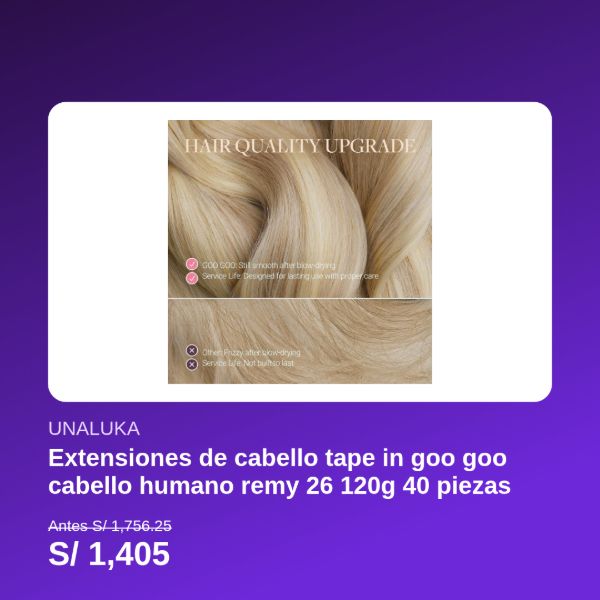 HAIR QUALITY UPGRADE
GOO GOO: Still smooth after blow-drying
Service Life: Designed for lasting use with proper care
Other: Frizzy after blow-drying
Service Life: Not built to last
UNALUKA
Extensiones de cabello tape in goo goo
cabello humano remy 26 120g 40 piezas
Antes S/ 1,756.25
S/ 1,405